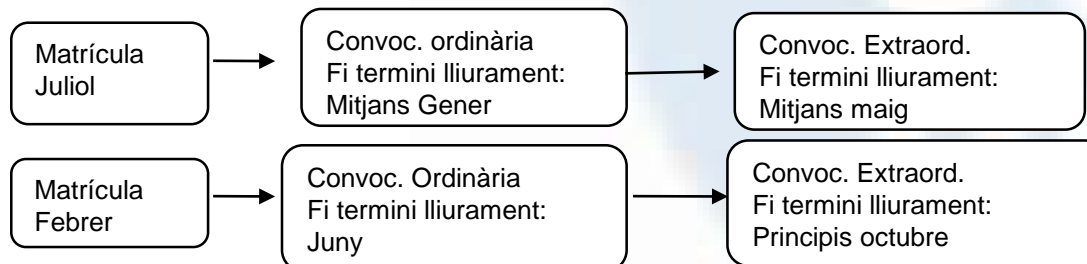 Matrícula
Juliol
Convoc. ordinària
Fi termini lliurament:
Mitjans Gener
Convoc. Extraord.
Fi termini lliurament:
Mitjans maig
Matrícula
Febrer
Convoc. Ordinària
Fi termini lliurament:
Juny
Convoc. Extraord.
Fi termini lliurament:
Principis octubre